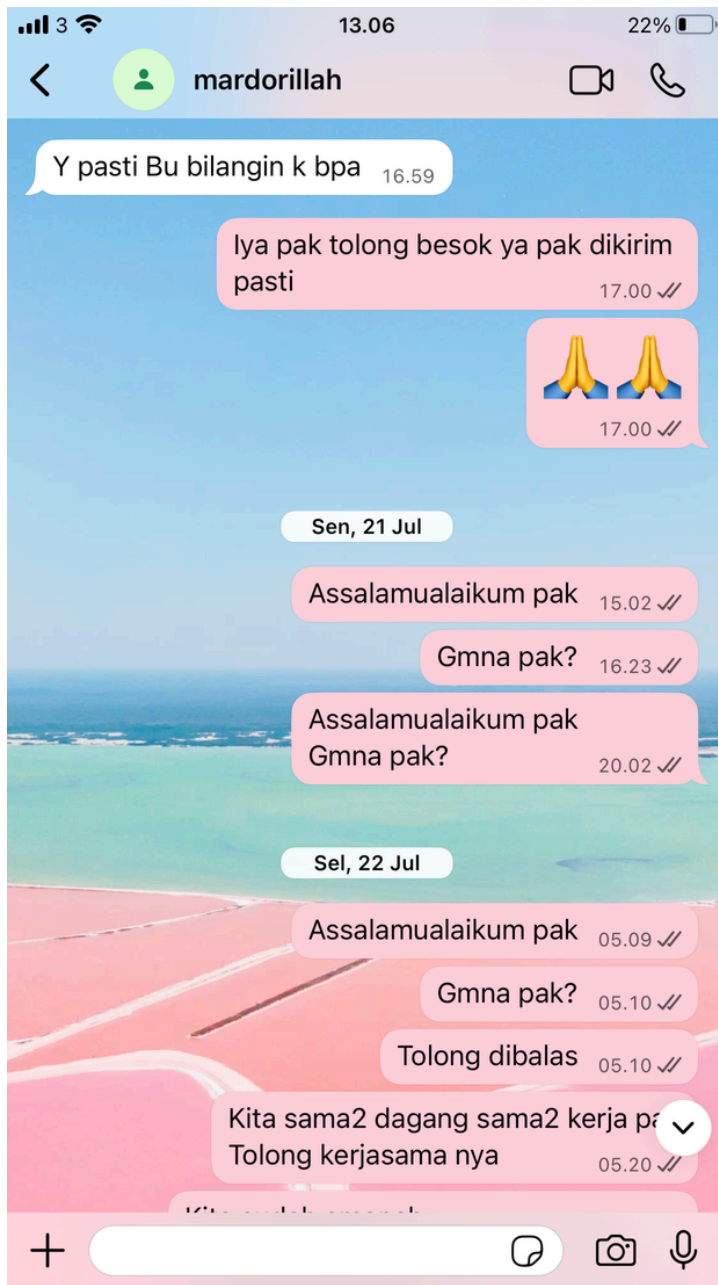 3
13.06
22%
mardorillah
Y pasti Bu bilangin k bpa 16.59
Iya pak tolong besok ya pak dikirim
pasti 17.00
🙏🙏
17.00
Sen, 21 Jul
Assalamualaikum pak 15.02
Gmna pak? 16.23
Assalamualaikum pak
Gmna pak? 20.02
Sel, 22 Jul
Assalamualaikum pak 05.09
Gmna pak? 05.10
Tolong dibalas 05.10
Kita sama2 dagang sama2 kerja
Tolong kerjasama nya 05.20